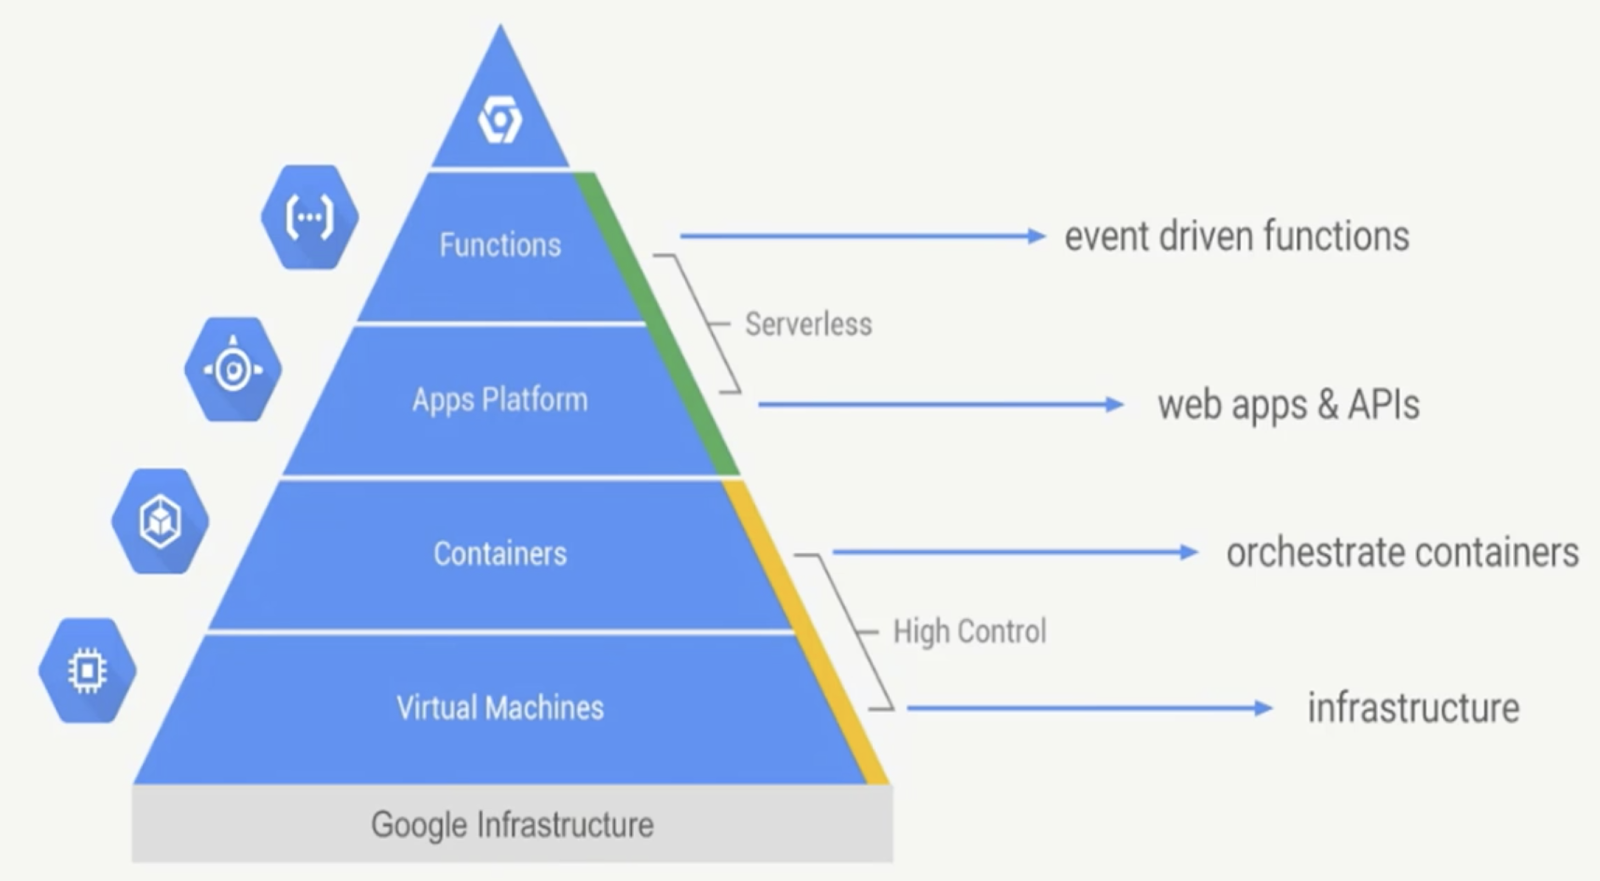 Functions
event driven functions
Serverless
Apps Platform
web apps & APIs
Containers
orchestrate containers
High Control
Virtual Machines
infrastructure
Google Infrastructure